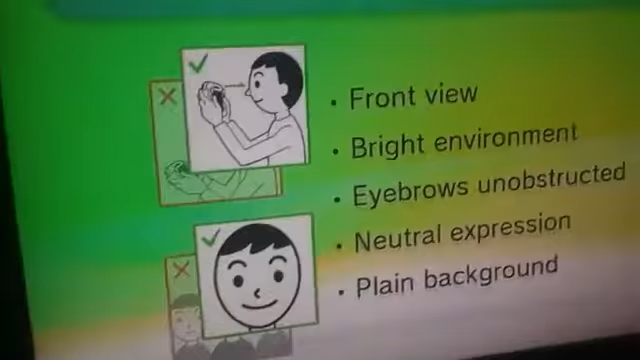 • Front view
• Bright environment
• Eyebrows unobstructed
• Neutral expression
• Plain background